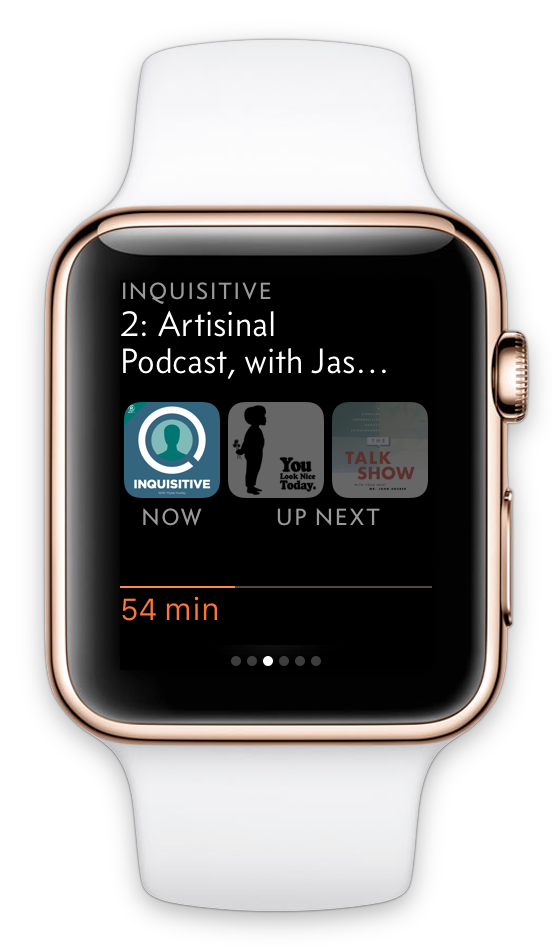 INQUISITIVE
2: Artisinal
Podcast, with Jas...
INQUISITIVE
You
Look Nice
Today.
THE
TALK
SHOW
NOW
UP NEXT
54 min